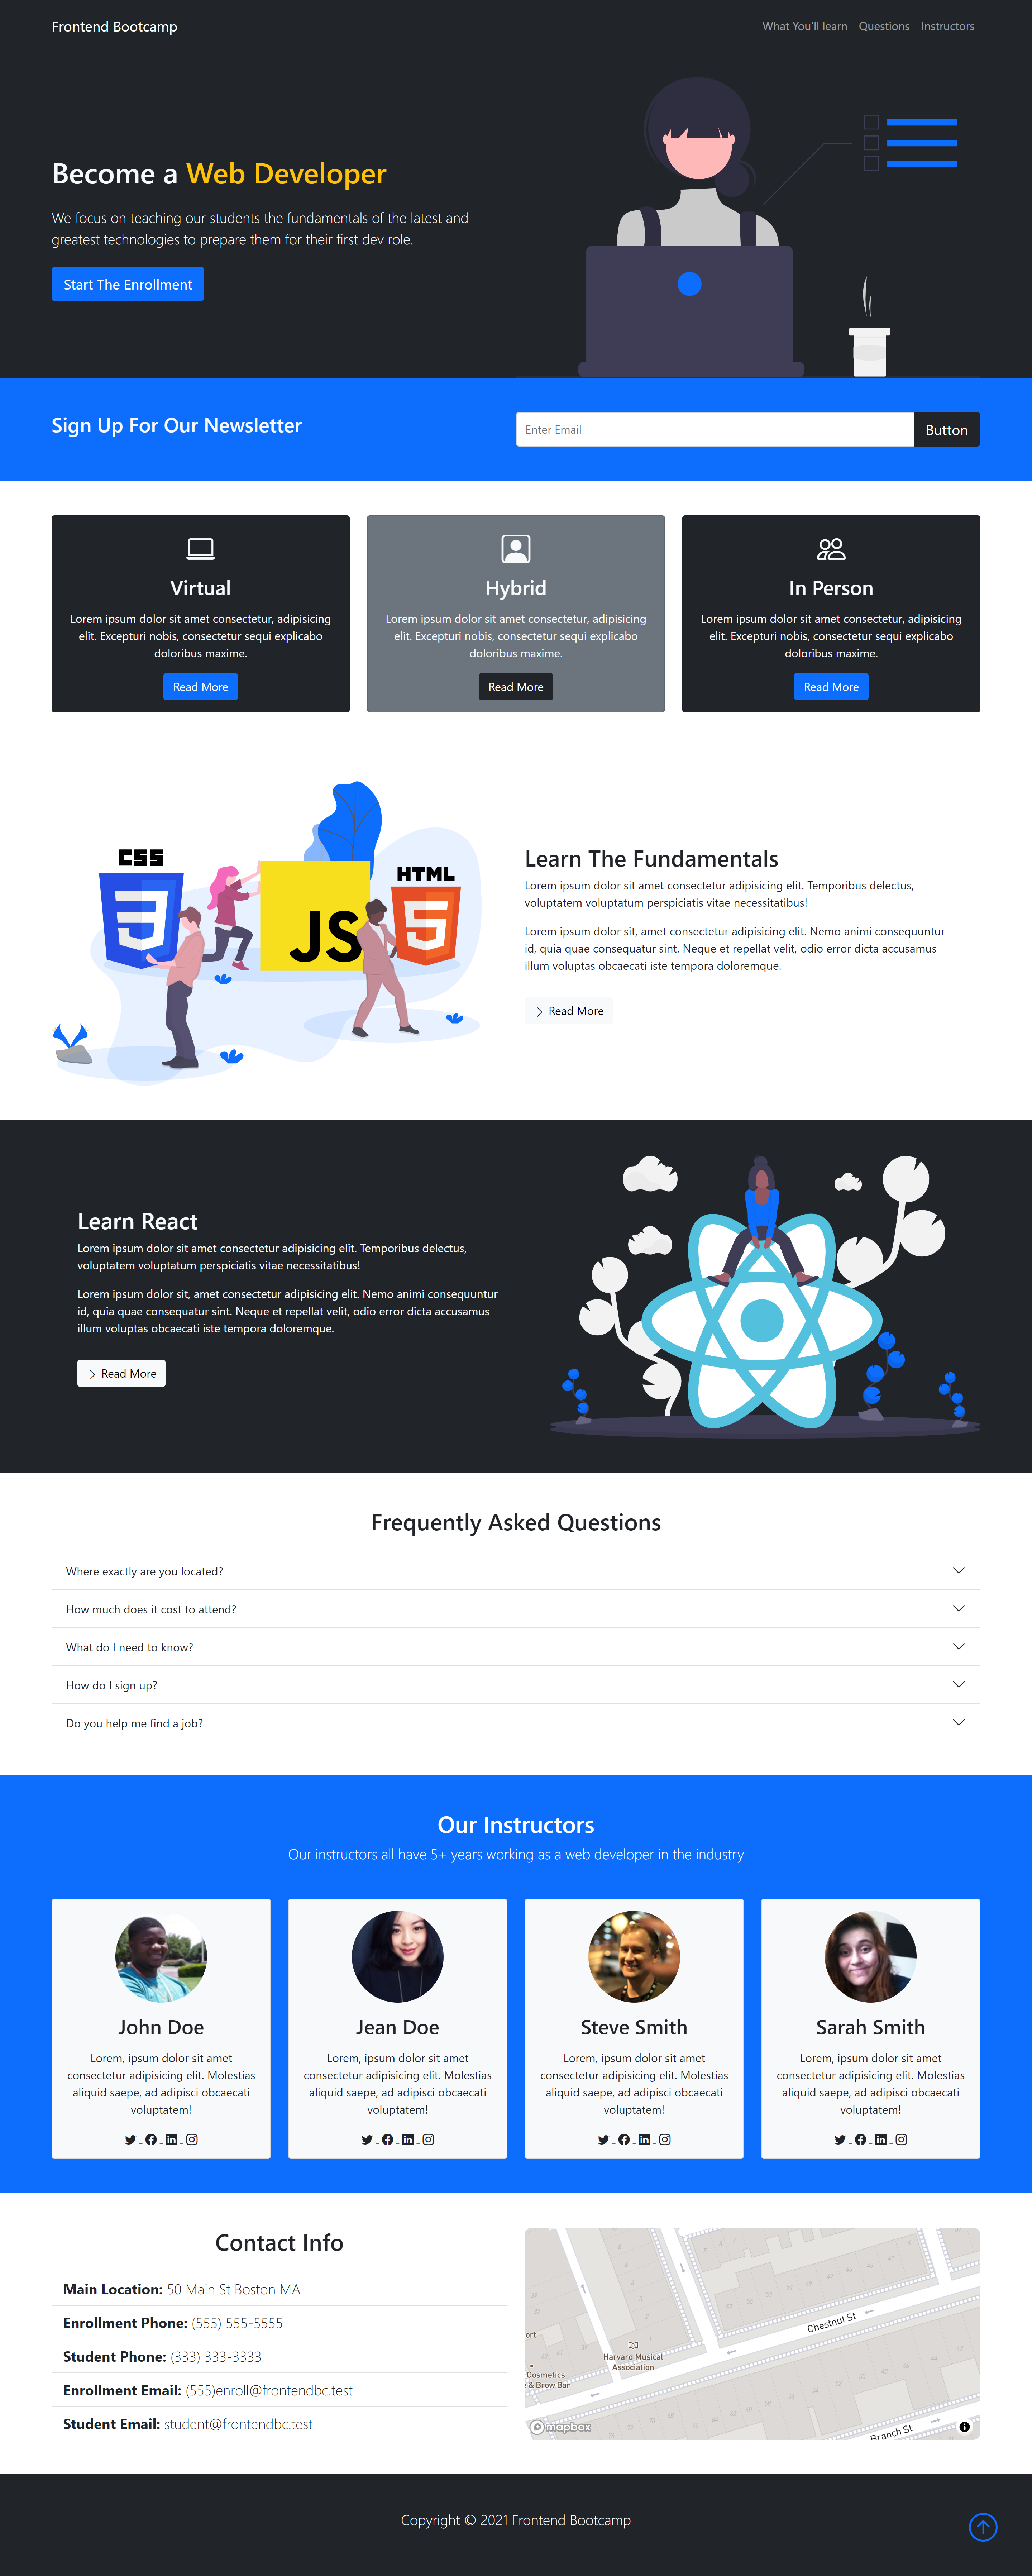 Frontend Bootcamp
What You'll learn Questions Instructors
Become a Web Developer
We focus on teaching our students the fundamentals of the latest and
greatest technologies to prepare them for their first dev role.
Start The Enrollment
Sign Up For Our Newsletter
Enter Email
Button
Virtual
Lorem ipsum dolor sit amet consectetur, adipisicing
elit. Excepturi nobis, consectetur sequi explicabo
doloribus maxime.
Read More
Hybrid
Lorem ipsum dolor sit amet consectetur, adipisicing
elit. Excepturi nobis, consectetur sequi explicabo
doloribus maxime.
Read More
In Person
Lorem ipsum dolor sit amet consectetur, adipisicing
elit. Excepturi nobis, consectetur sequi explicabo
doloribus maxime.
Read More
CSS
3
JS
HTML
5
Learn The Fundamentals
Lorem ipsum dolor sit amet consectetur adipisicing elit. Temporibus delectus,
voluptatem voluptatum perspiciatis vitae necessitatibus!
Lorem ipsum dolor sit, amet consectetur adipisicing elit. Nemo animi consequuntur
id, quia quae consequatur sint. Neque et repellat velit, odio error dicta accusamus
illum voluptas obcaecati iste tempora doloremque.
Read More
Learn React
Lorem ipsum dolor sit amet consectetur adipisicing elit. Temporibus delectus,
voluptatem voluptatum perspiciatis vitae necessitatibus!
Lorem ipsum dolor sit, amet consectetur adipisicing elit. Nemo animi consequuntur
id, quia quae consequatur sint. Neque et repellat velit, odio error dicta accusamus
illum voluptas obcaecati iste tempora doloremque.
Read More
Frequently Asked Questions
Where exactly are you located?
How much does it cost to attend?
What do I need to know?
How do I sign up?
Do you help me find a job?
Our Instructors
Our instructors all have 5+ years working as a web developer in the industry
John Doe
Lorem, ipsum dolor sit amet
consectetur adipisicing elit. Molestias
aliquid saepe, ad adipisci obcaecati
voluptatem!
Jean Doe
Lorem, ipsum dolor sit amet
consectetur adipisicing elit. Molestias
aliquid saepe, ad adipisci obcaecati
voluptatem!
Steve Smith
Lorem, ipsum dolor sit amet
consectetur adipisicing elit. Molestias
aliquid saepe, ad adipisci obcaecati
voluptatem!
Sarah Smith
Lorem, ipsum dolor sit amet
consectetur adipisicing elit. Molestias
aliquid saepe, ad adipisci obcaecati
voluptatem!
Contact Info
Main Location: 50 Main St Boston MA
Enrollment Phone: (555) 555-5555
Student Phone: (333) 333-3333
Enrollment Email: (555)enroll@frontendbc.test
Student Email: student@frontendbc.test
Chestnut St
ort
Harvard Musical
Association
Cosmetics
& Brow Bar
mapbox
Branch St
Copyright © 2021 Frontend Bootcamp